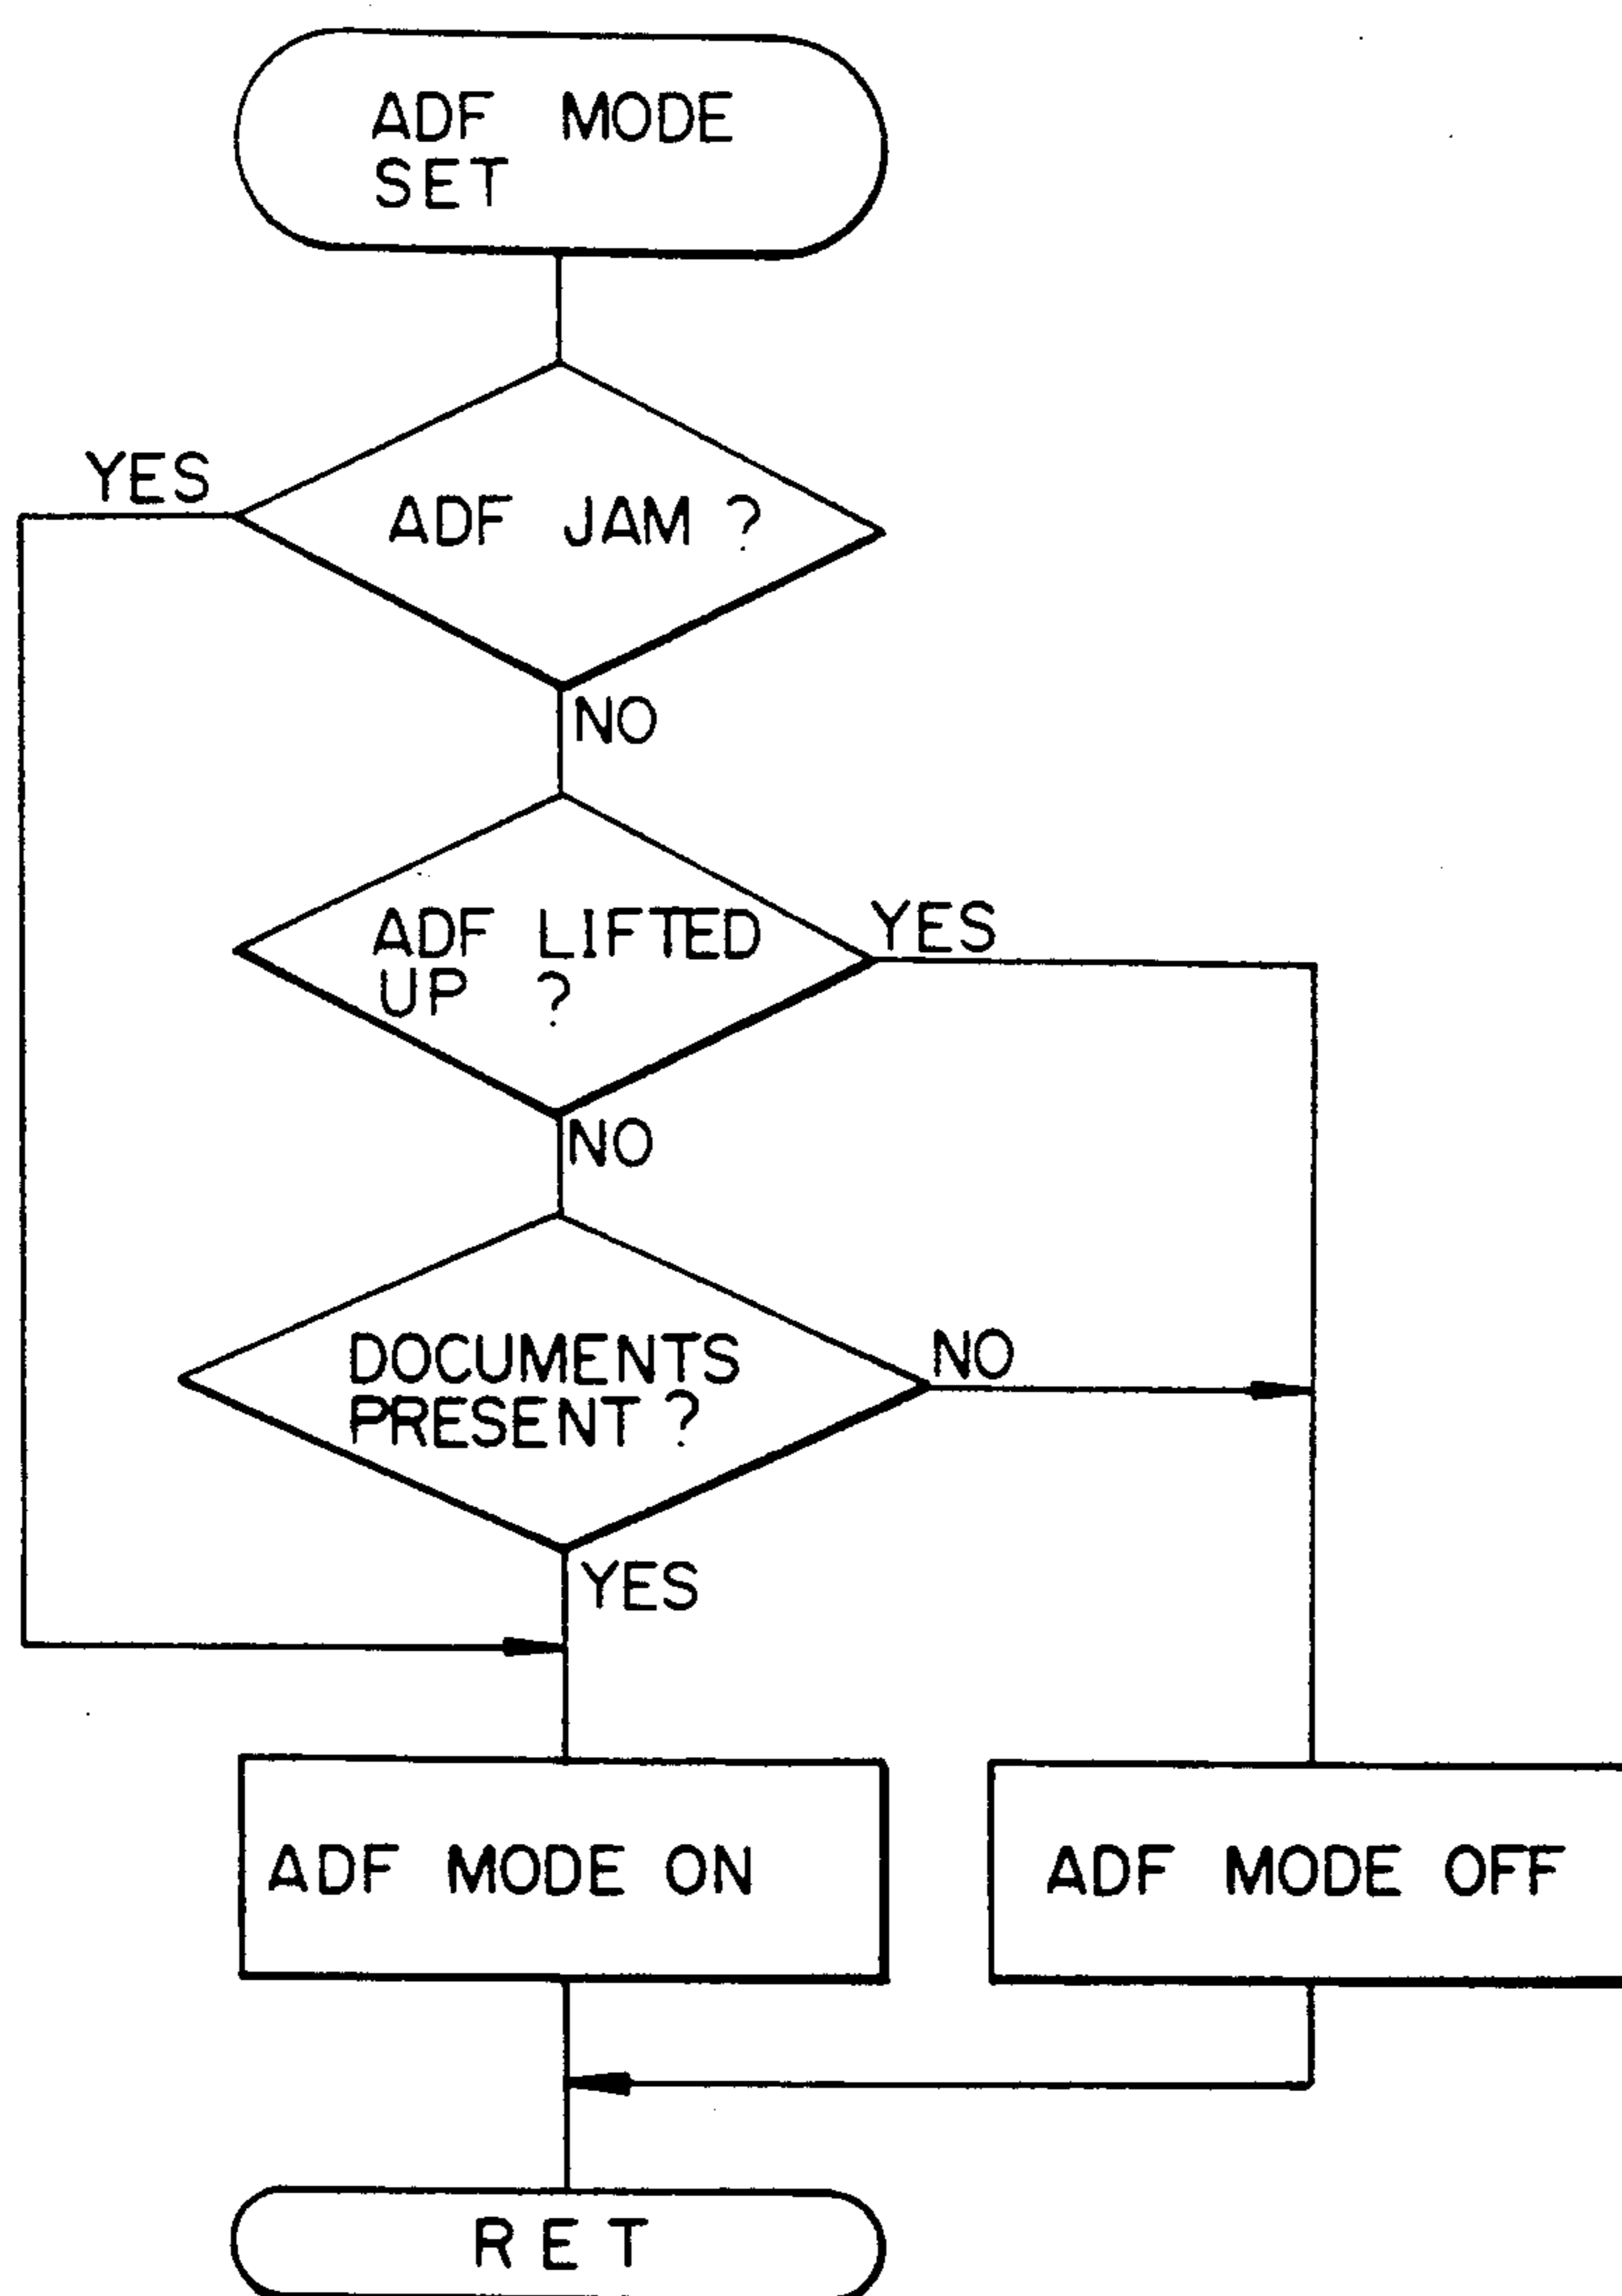 ADF MODE
SET
YES
ADF JAM ?
NO
ADF LIFTED
UP ?
YES
NO
DOCUMENTS
PRESENT ?
NO
YES
ADF MODE ON
ADF MODE OFF
RET